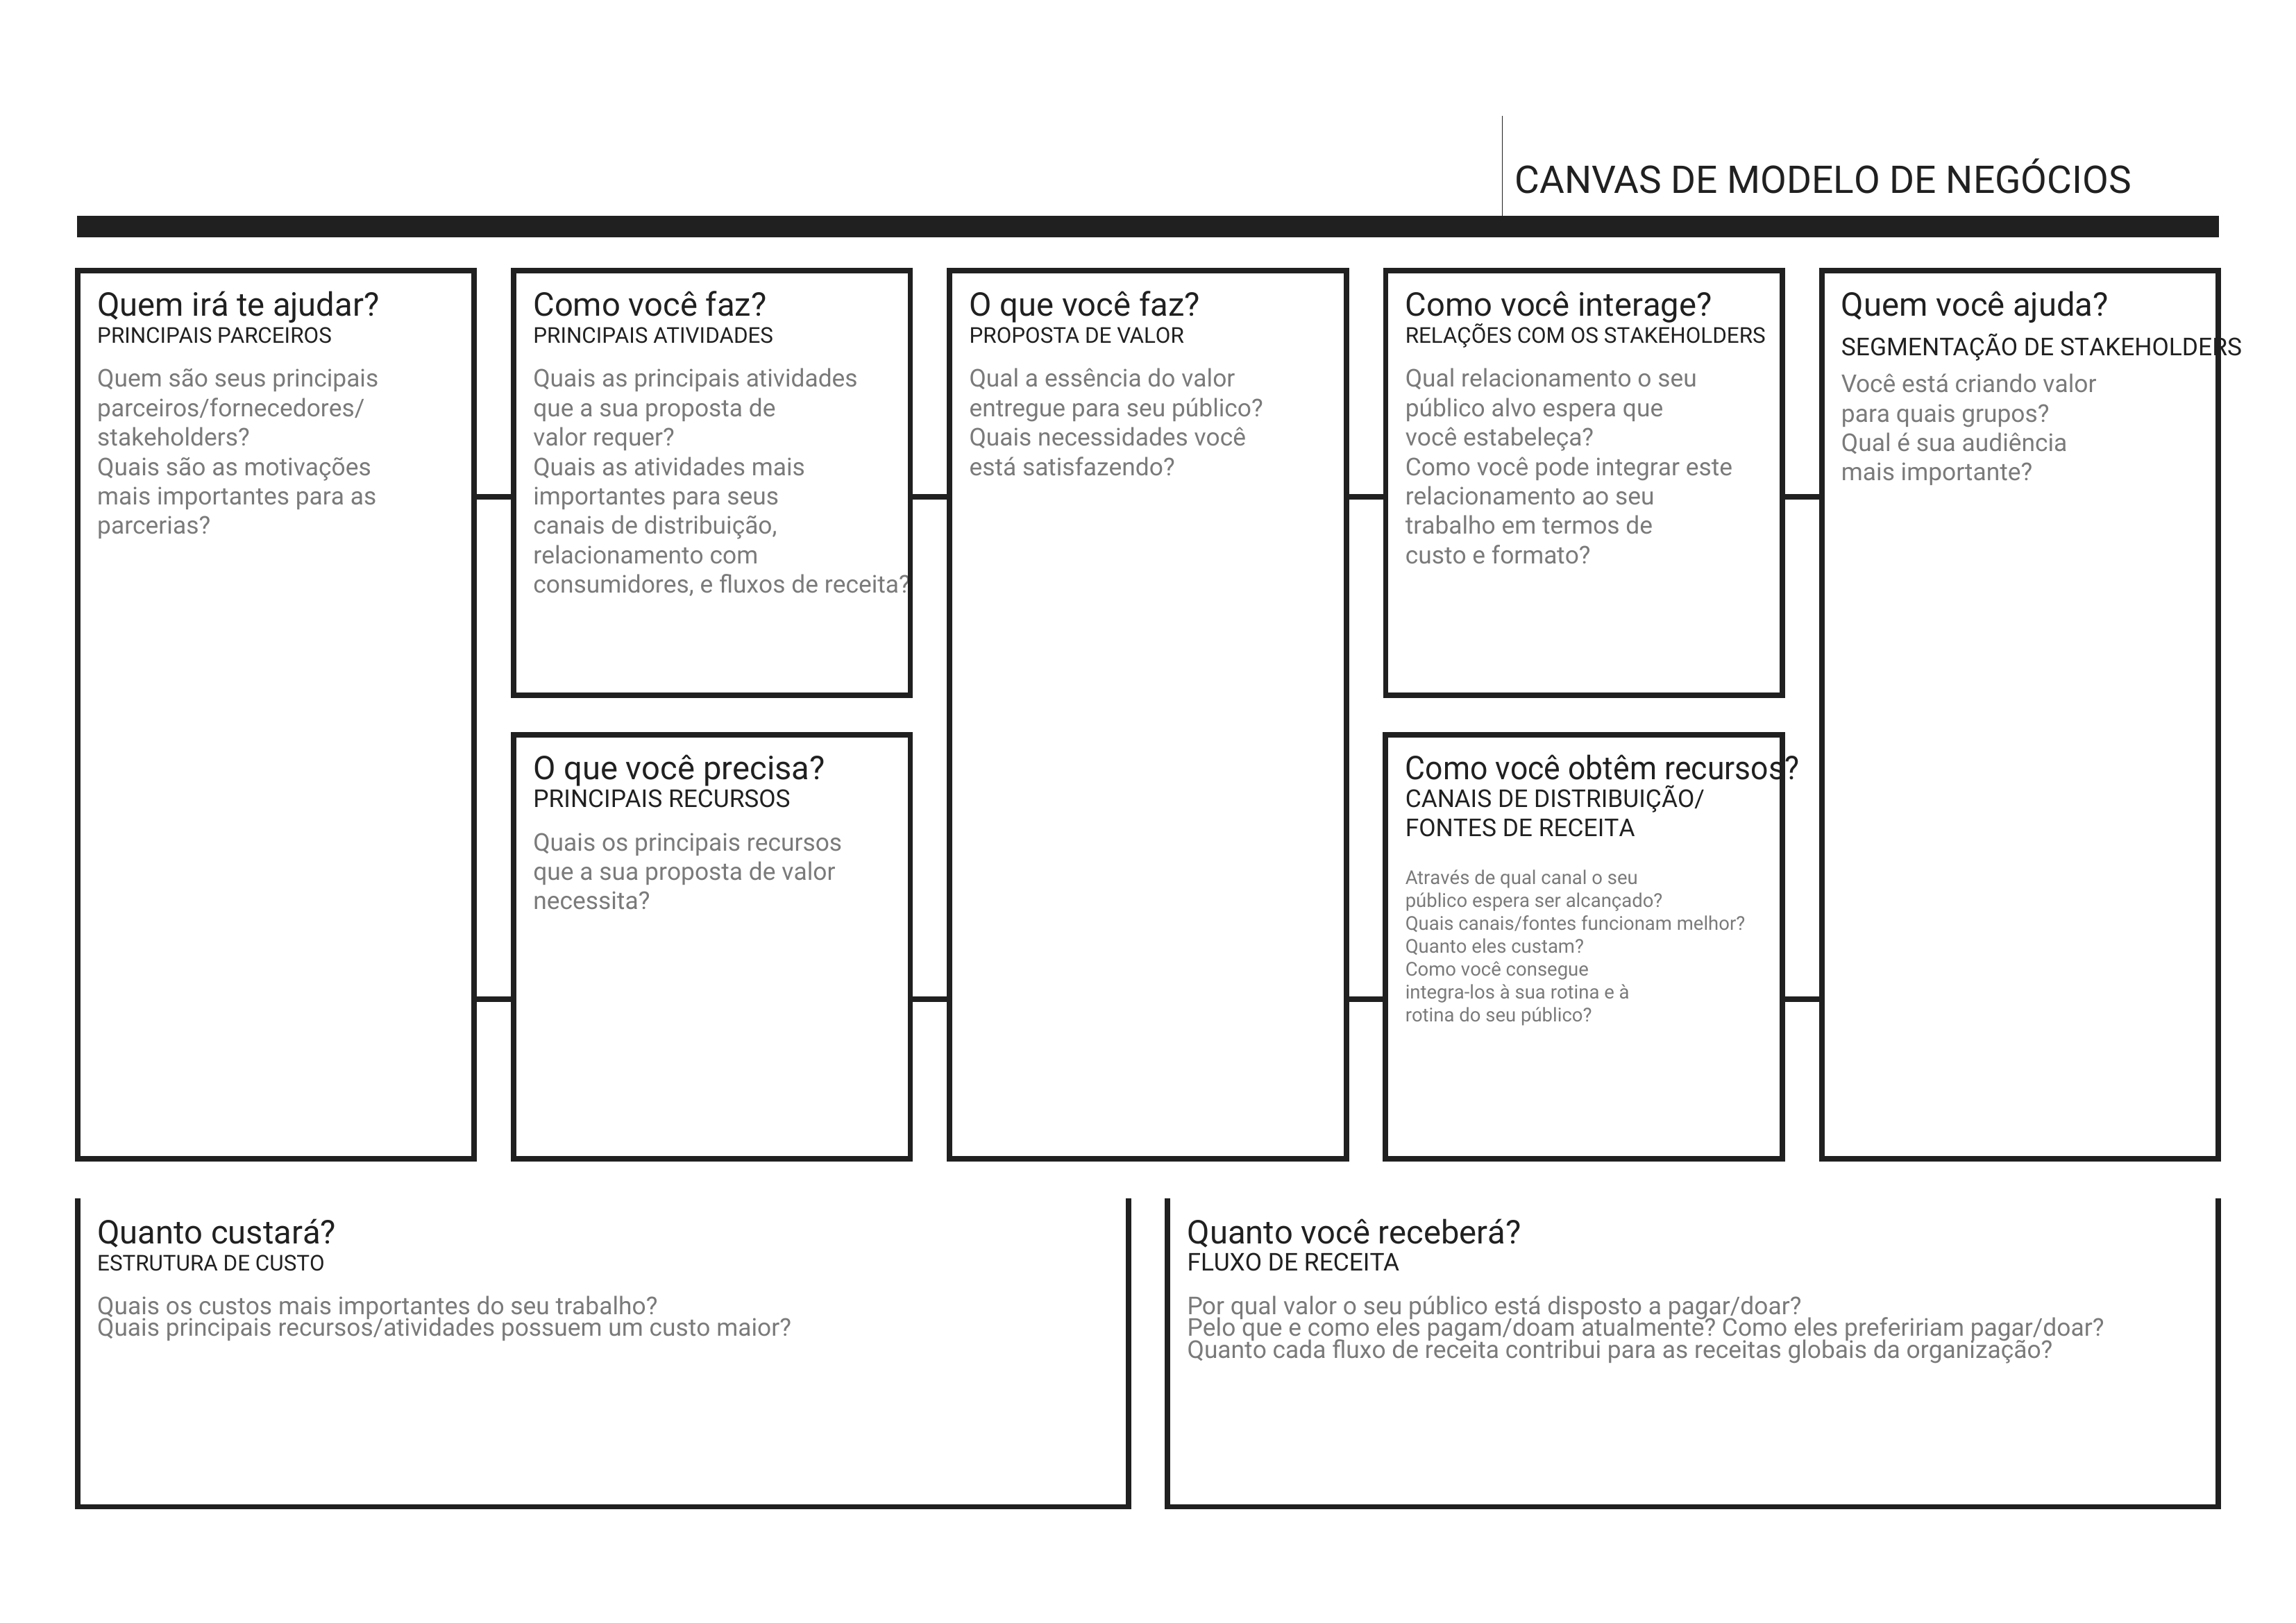 CANVAS DE MODELO DE NEGÓCIOS
Quem irá te ajudar?
PRINCIPAIS PARCEIROS
Quem são seus principais
parceiros/fornecedores/
stakeholders?
Quais são as motivações
mais importantes para as
parcerias?
Como você faz?
PRINCIPAIS ATIVIDADES
Quais as principais atividades
que a sua proposta de
valor requer?
Quais as atividades mais
importantes para seus
canais de distribuição,
relacionamento com
consumidores, e fluxos de receita?
O que você precisa?
PRINCIPAIS RECURSOS
Quais os principais recursos
que a sua proposta de valor
necessita?
O que você faz?
PROPOSTA DE VALOR
Qual a essência do valor
entregue para seu público?
Quais necessidades você
está satisfazendo?
Como você interage?
RELAÇÕES COM OS STAKEHOLDERS
Qual relacionamento o seu
público alvo espera que
você estabeleça?
Como você pode integrar este
relacionamento ao seu
trabalho em termos de
custo e formato?
Como você obtêm recursos?
CANAIS DE DISTRIBUIÇÃO/
FONTES DE RECEITA
Através de qual canal o seu
público espera ser alcançado?
Quais canais/fontes funcionam melhor?
Quanto eles custam?
Como você consegue
integra-los à sua rotina e à
rotina do seu público?
Quem você ajuda?
SEGMENTAÇÃO DE STAKEHOLDERS
Você está criando valor
para quais grupos?
Qual é sua audiência
mais importante?
Quanto custará?
ESTRUTURA DE CUSTO
Quais os custos mais importantes do seu trabalho?
Quais principais recursos/atividades possuem um custo maior?
Quanto você receberá?
FLUXO DE RECEITA
Por qual valor o seu público está disposto a pagar/doar?
Pelo que e como eles pagam/doam atualmente? Como eles prefeririam pagar/doar?
Quanto cada fluxo de receita contribui para as receitas globais da organização?